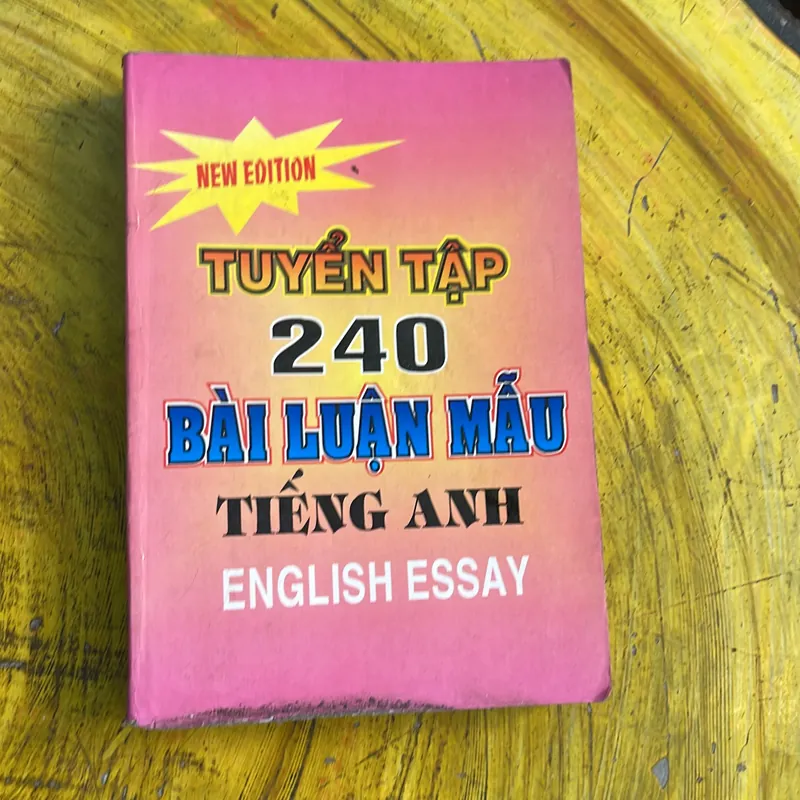 NEW EDITION
TUYỂN TẬP
240
BÀI LUẬN MẪU
TIẾNG ANH
ENGLISH ESSAY